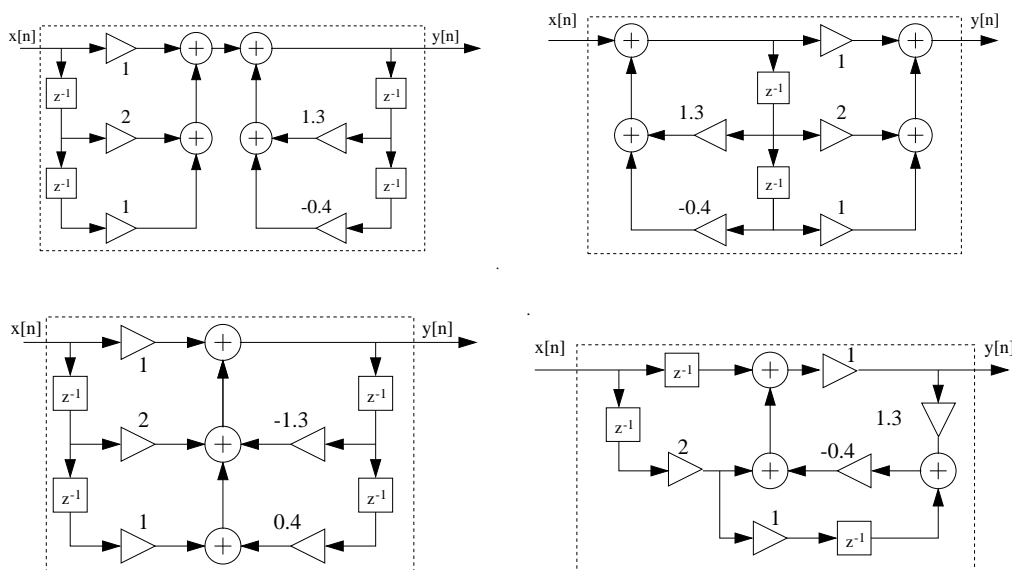 x[n] y[n]
1
z-1 z-1
2 1.3
z-1 z-1
1 -0.4
x[n] y[n]
1
z-1
1.3 2
z-1
-0.4 1
x[n] y[n]
1
z-1 z-1
2 -1.3
z-1 z-1
1 0.4
x[n] z-1 1 y[n]
z-1 1.3
2 -0.4
1 z-1